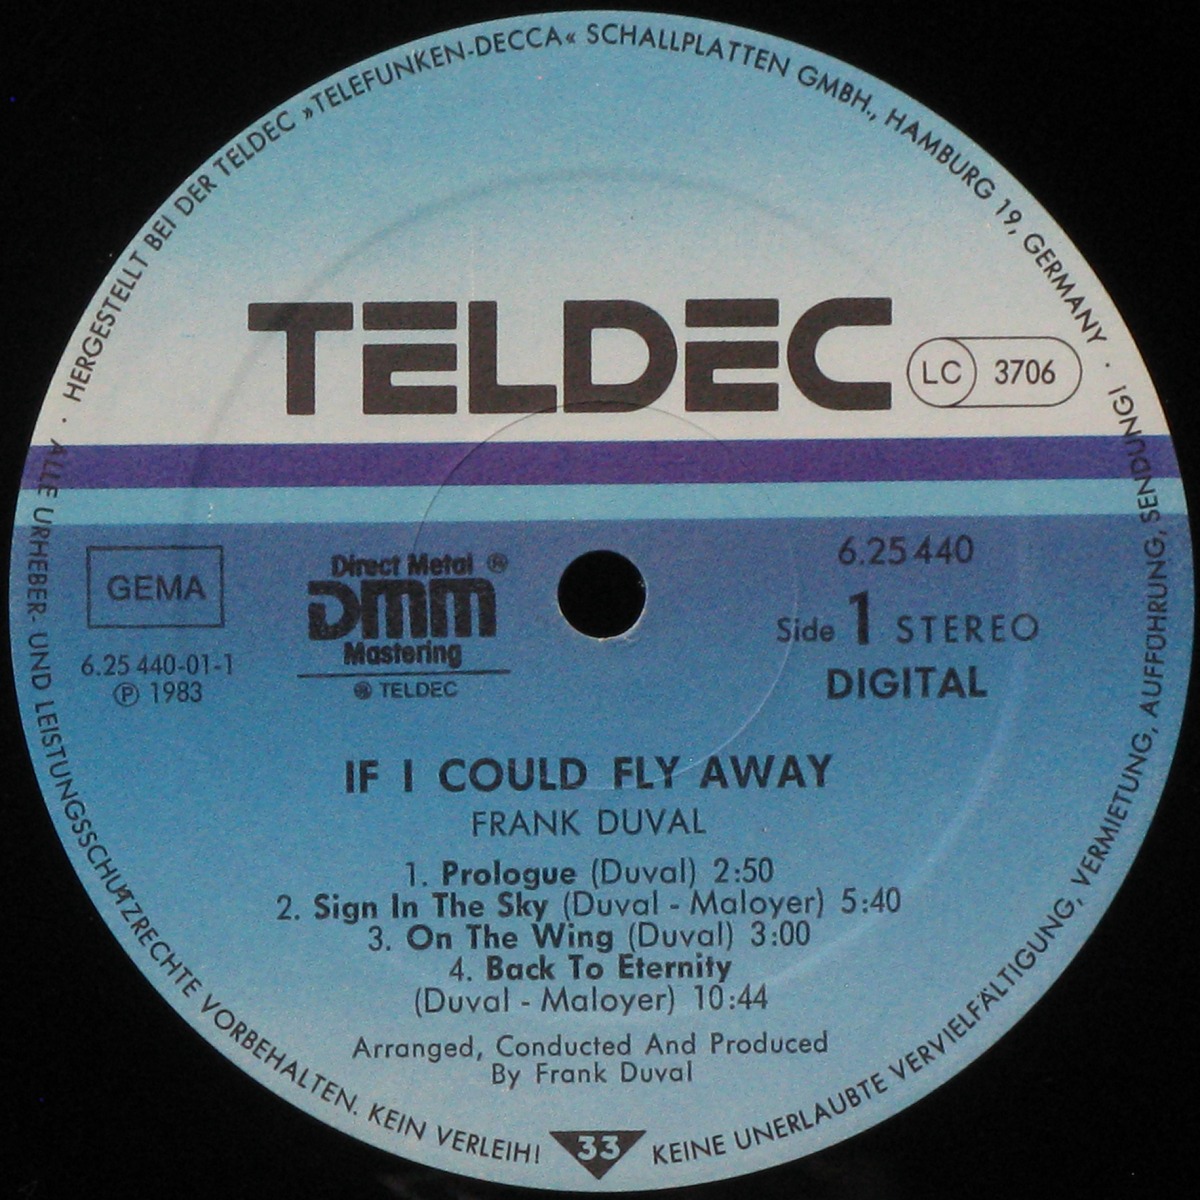 HERGESTELLT BEI DER TELDEC »TELEFUNKEN-DECCA« SCHALLPLATTEN GMBH., HAMBURG 19, GERMANY ·
TELDEC
LC 3706
GEMA
6.25 440-01-1
Ⓟ 1983
Direct Metal ®
DMM
Mastering
® TELDEC
6.25 440
Side 1 STEREO
DIGITAL
IF I COULD FLY AWAY
FRANK DUVAL
1. Prologue (Duval) 2:50
2. Sign In The Sky (Duval - Maloyer) 5:40
3. On The Wing (Duval) 3:00
4. Back To Eternity
(Duval - Maloyer) 10:44
Arranged, Conducted And Produced
By Frank Duval
· ALLE URHEBER- UND LEISTUNGSSCHUTZRECHTE VORBEHALTEN. KEIN VERLEIH! 33 KEINE UNERLAUBTE VERVIELFÄLTIGUNG, VERMIETUNG, AUFFÜHRUNG, SENDUNG!